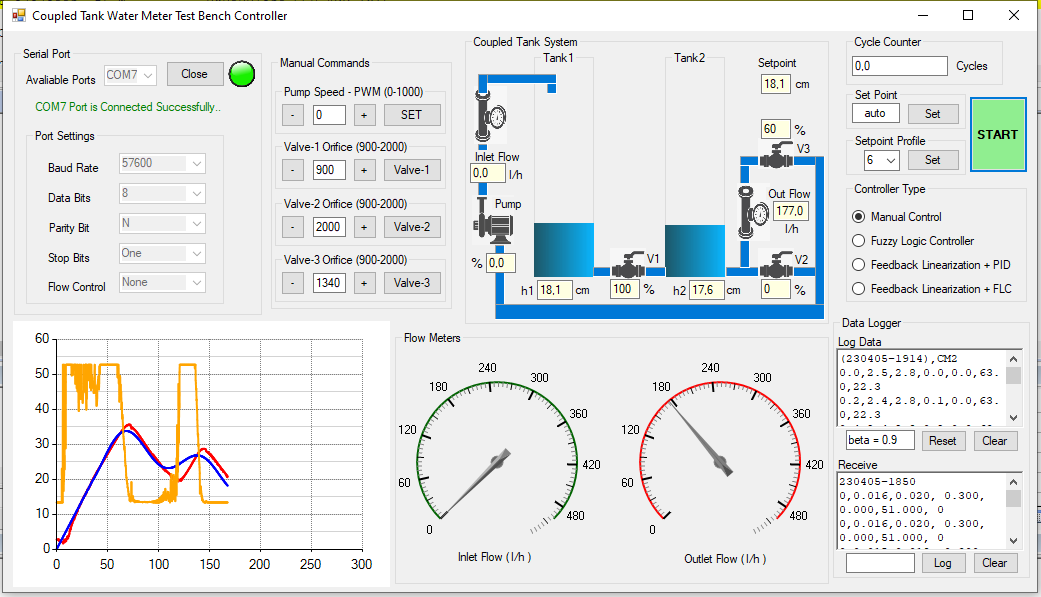 Coupled Tank Water Meter Test Bench Controller
Serial Port
Avaliable Ports COM7 Close
COM7 Port is Connected Successfully..
Port Settings
Baud Rate 57600
Data Bits 8
Parity Bit N
Stop Bits One
Flow Control None
Manual Commands
Pump Speed - PWM (0-1000)
- 0 + SET
Valve-1 Orifice (900-2000)
- 900 + Valve-1
Valve-2 Orifice (900-2000)
- 2000 + Valve-2
Valve-3 Orifice (900-2000)
- 1340 + Valve-3
Coupled Tank System
Tank1
Tank2
Setpoint
18,1 cm
60 %
V3
Inlet Flow
0,0 l/h
Pump
% 0,0
Out Flow
177,0
l/h
V1
V2
h1 18,1 cm
100 %
h2 17,6 cm
0 %
Cycle Counter
0,0 Cycles
Set Point
auto Set
Setpoint Profile
6 Set
START
Controller Type
Manual Control
Fuzzy Logic Controller
Feedback Linearization + PID
Feedback Linearization + FLC
60
50
40
30
20
10
0
0 50 100 150 200 250 300
Flow Meters
0 60 120 180 240 300 360 420 480
Inlet Flow ( l/h )
0 60 120 180 240 300 360 420 480
Outlet Flow ( l/h )
Data Logger
Log Data
(230405-1914),CM2
0.0,2.5,2.8,0.0,0.0,63.
0,22.3
0.2,2.4,2.8,0.1,0.0,63.
0,22.3
beta = 0.9 Reset Clear
Receive
230405-1850
0,0.016,0.020, 0.300,
0.000,51.000, 0
0,0.016,0.020, 0.300,
0.000,51.000, 0
Log Clear